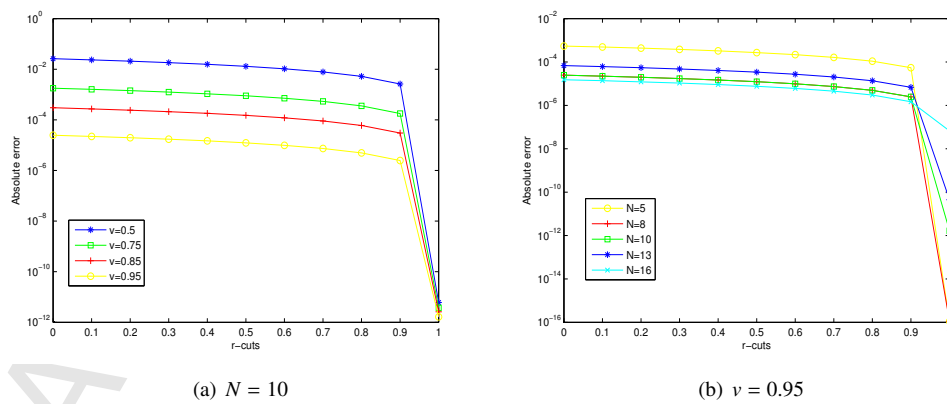 10^0
10^-2
10^-4
10^-6
10^-8
10^-10
10^-12
Absolute error
v=0.5
v=0.75
v=0.85
v=0.95
0 0.1 0.2 0.3 0.4 0.5 0.6 0.7 0.8 0.9 1
r-cuts
(a) N = 10
10^-2
10^-4
10^-6
10^-8
10^-10
10^-12
10^-14
10^-16
Absolute error
N=5
N=8
N=10
N=13
N=16
0 0.1 0.2 0.3 0.4 0.5 0.6 0.7 0.8 0.9
r-cuts
(b) v = 0.95